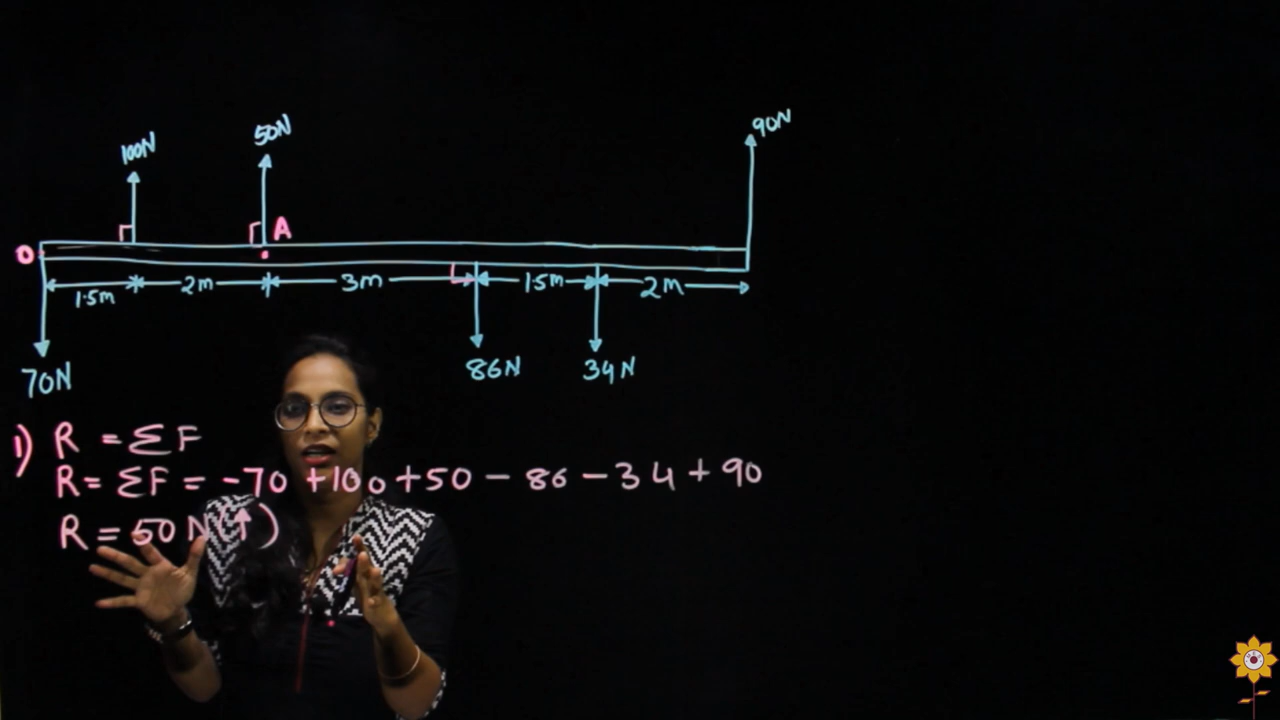 100N
50N
90N
A
O
1.5m 2m 3m 1.5m 2m
70N
86N
34N
1) R = ΣF
R = ΣF = -70 +100 +50 - 86 - 34 + 90
R = 50 N(↑)